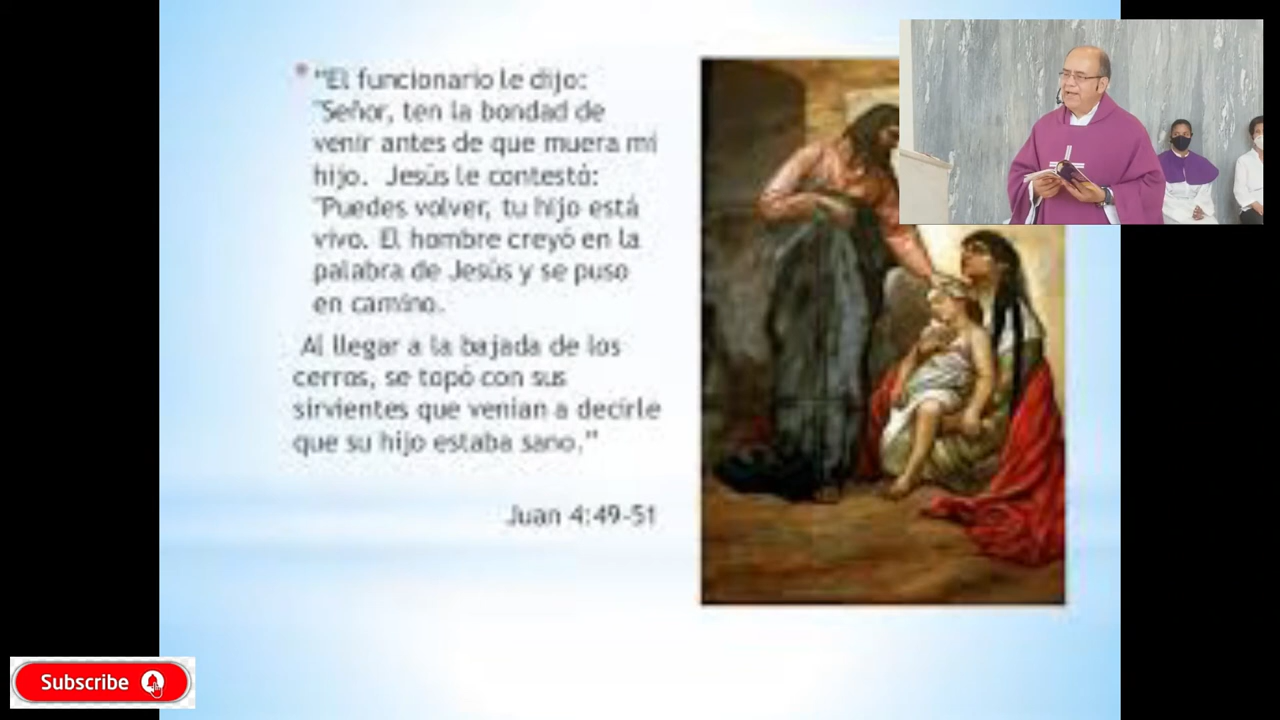 "El funcionario le dijo:
"Señor, ten la bondad de
venir antes de que muera mi
hijo. Jesús le contestó:
"Puedes volver, tu hijo está
vivo. El hombre creyó en la
palabra de Jesús y se puso
en camino.
Al llegar a la bajada de los
cerros, se topó con sus
sirvientes que venían a decirle
que su hijo estaba sano."
Juan 4:49-51
Subscribe